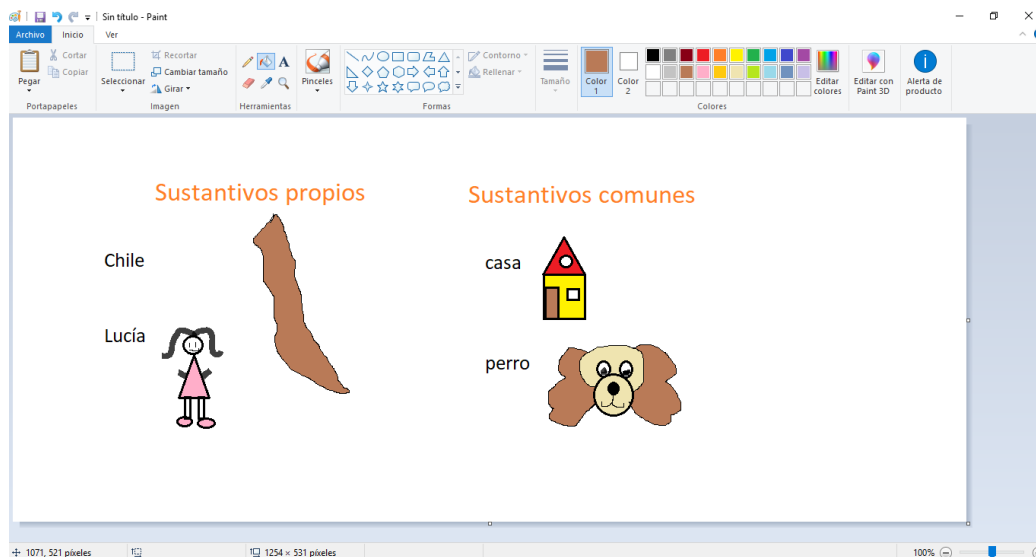 Sin título - Paint
Archivo Inicio Ver
Pegar
Cortar
Copiar
Portapapeles
Seleccionar
Recortar
Cambiar tamaño
Girar
Imagen
A
Herramientas
Pinceles
Contorno
Rellenar
Formas
Tamaño
Color 1
Color 2
Editar colores
Colores
Editar con Paint 3D
Alerta de producto
Sustantivos propios
Chile
Lucía
Sustantivos comunes
casa
perro
1071, 521 píxeles
1254 × 531 píxeles
100%